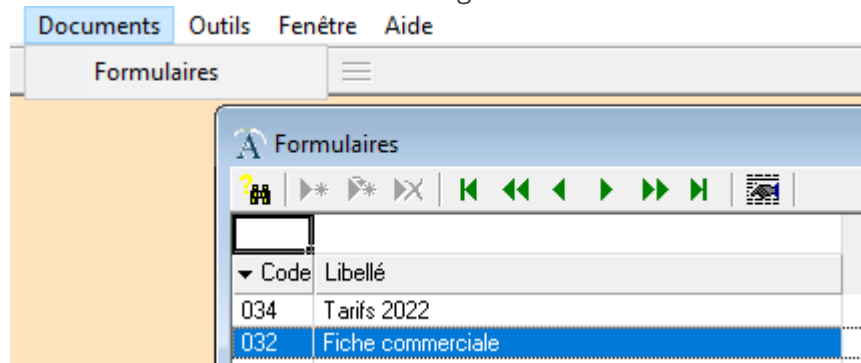 Documents Outils Fenêtre Aide
Formulaires
Formulaires
Code Libellé
034 Tarifs 2022
032 Fiche commerciale